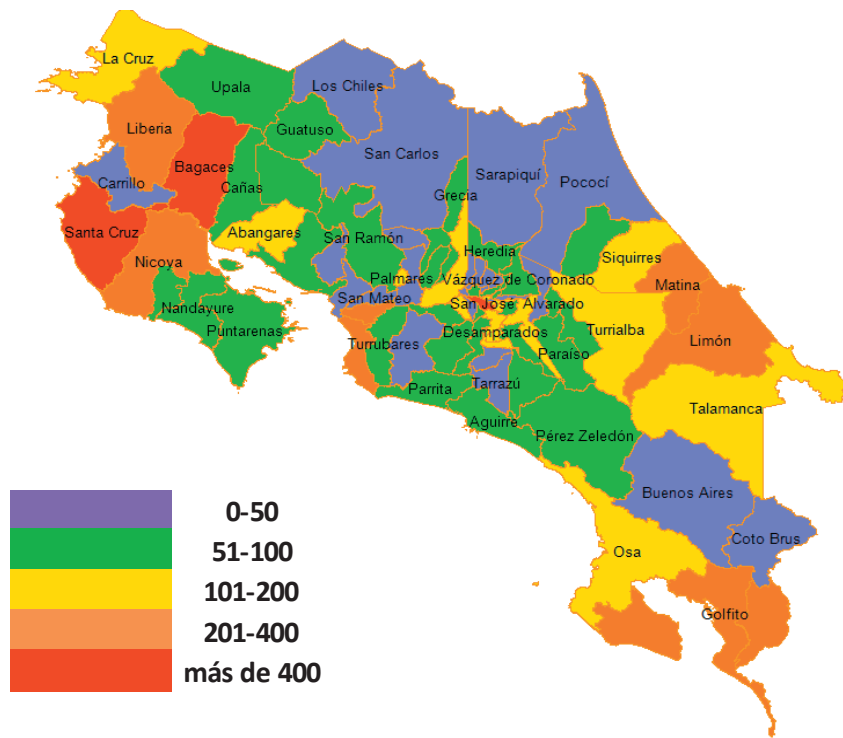 La Cruz
Upala
Los Chiles
Liberia
Guatuso
San Carlos
Bagaces
Sarapiquí
Pococí
Carrillo
Cañas
Grecia
Santa Cruz
Abangares
San Ramón
Heredia
Siquirres
Nicoya
Palmares
Vázquez de Coronado
Matina
San Mateo
San José
Alvarado
Nandayure
Puntarenas
Desamparados
Turrialba
Limón
Turrubares
Paraíso
Parrita
Tarrazú
Talamanca
Aguirre
Pérez Zeledón
Buenos Aires
Coto Brus
Osa
Golfito
0-50
51-100
101-200
201-400
más de 400